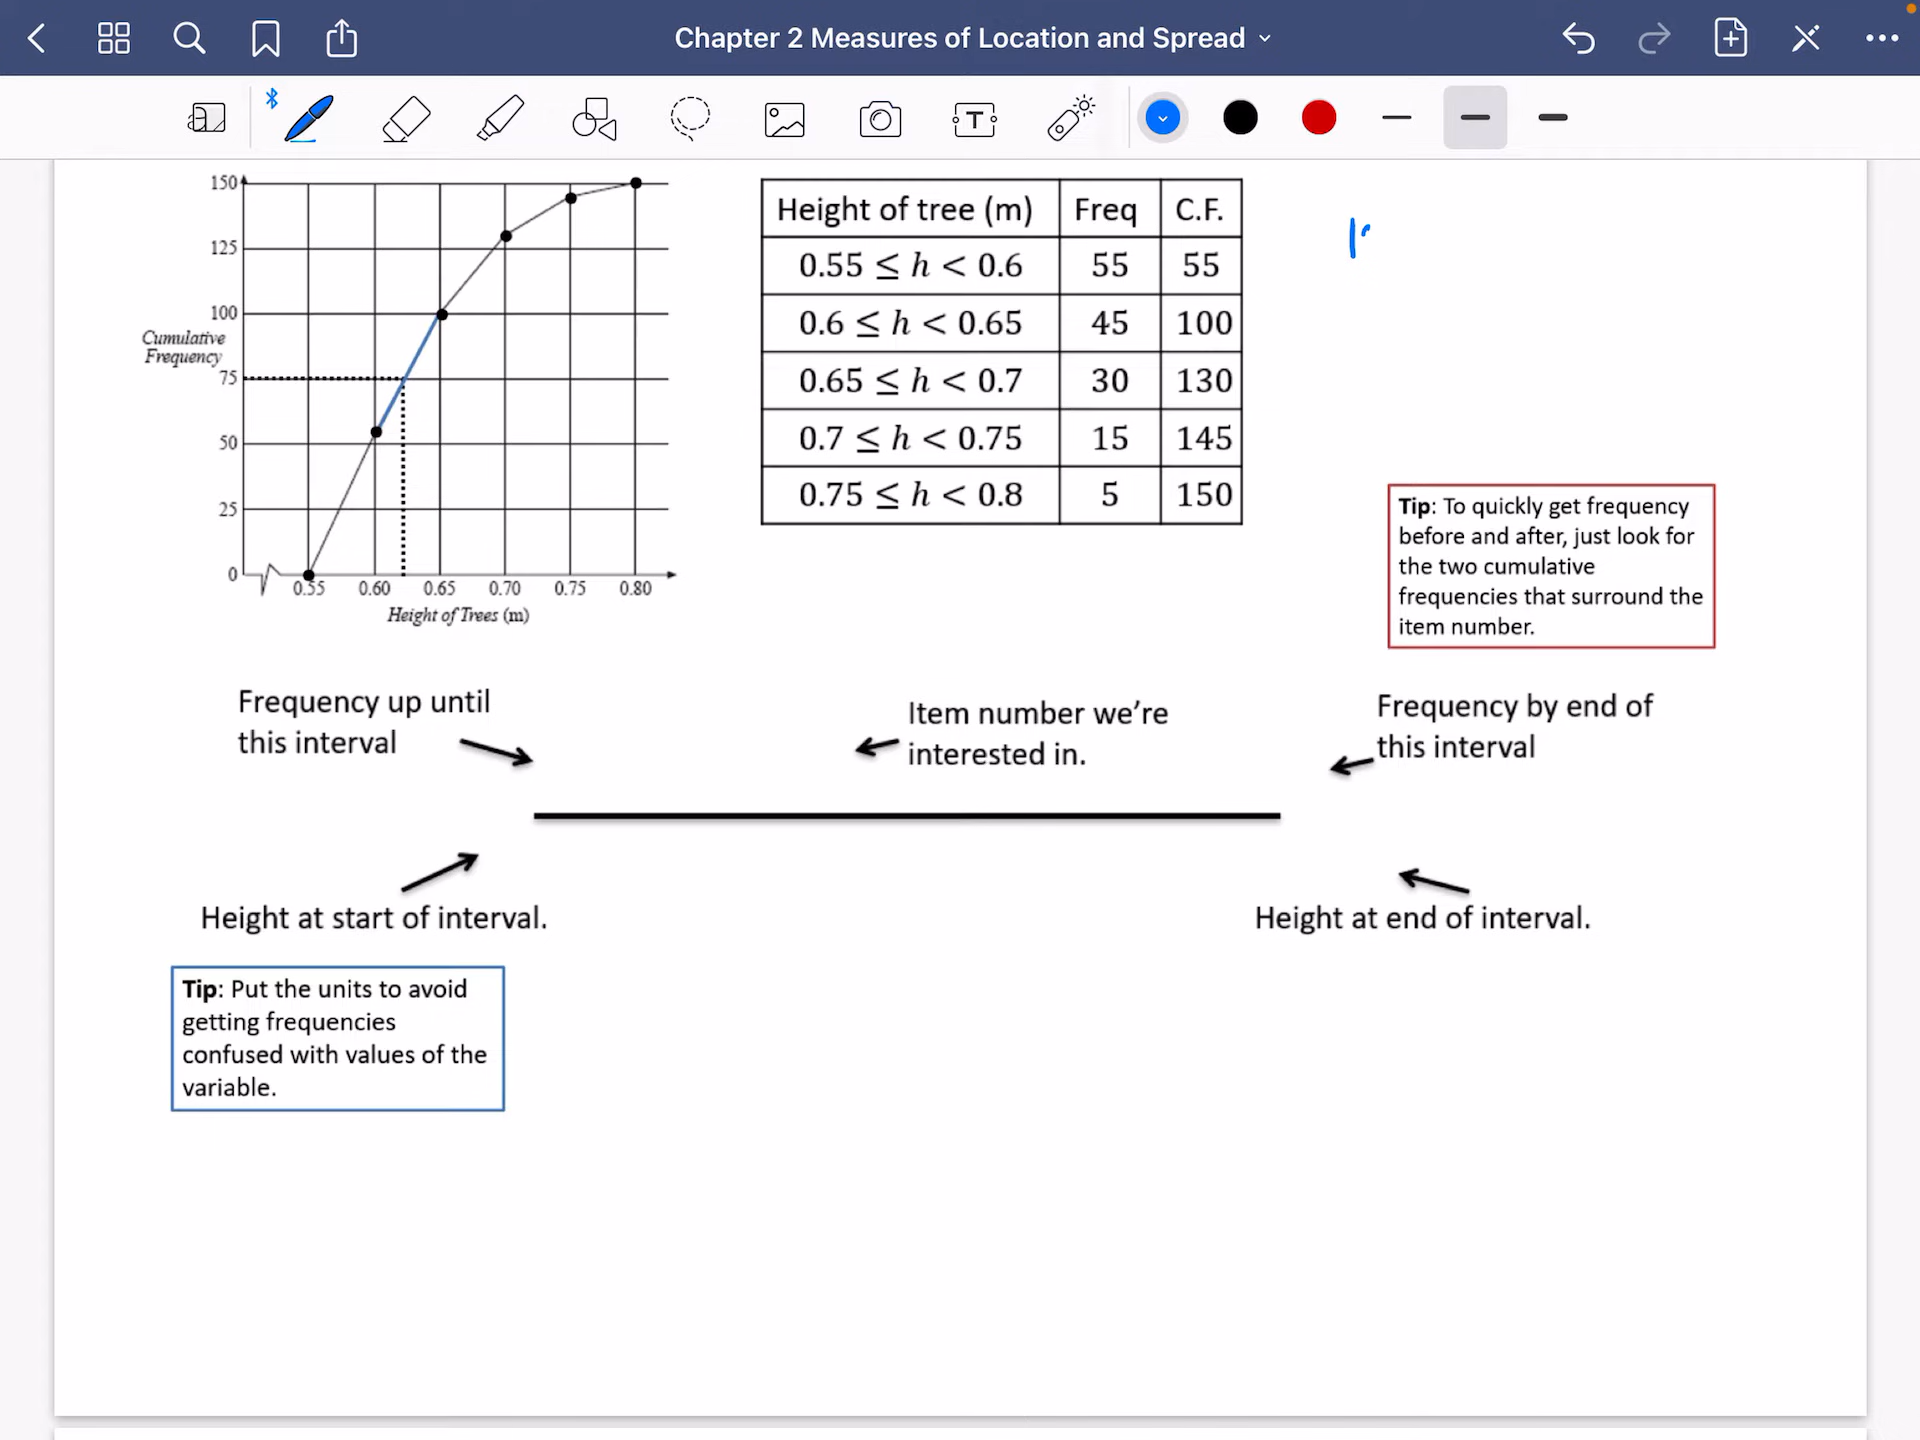 Chapter 2 Measures of Location and Spread
150
125
100
Cumulative
Frequency
75
50
25
0
0.55 0.60 0.65 0.70 0.75 0.80
Height of Trees (m)
Height of tree (m) Freq C.F.
0.55 ≤ h < 0.6 55 55
0.6 ≤ h < 0.65 45 100
0.65 ≤ h < 0.7 30 130
0.7 ≤ h < 0.75 15 145
0.75 ≤ h < 0.8 5 150
Tip: To quickly get frequency
before and after, just look for
the two cumulative
frequencies that surround the
item number.
Frequency up until
this interval
Item number we're
interested in.
Frequency by end of
this interval
Height at start of interval.
Height at end of interval.
Tip: Put the units to avoid
getting frequencies
confused with values of the
variable.